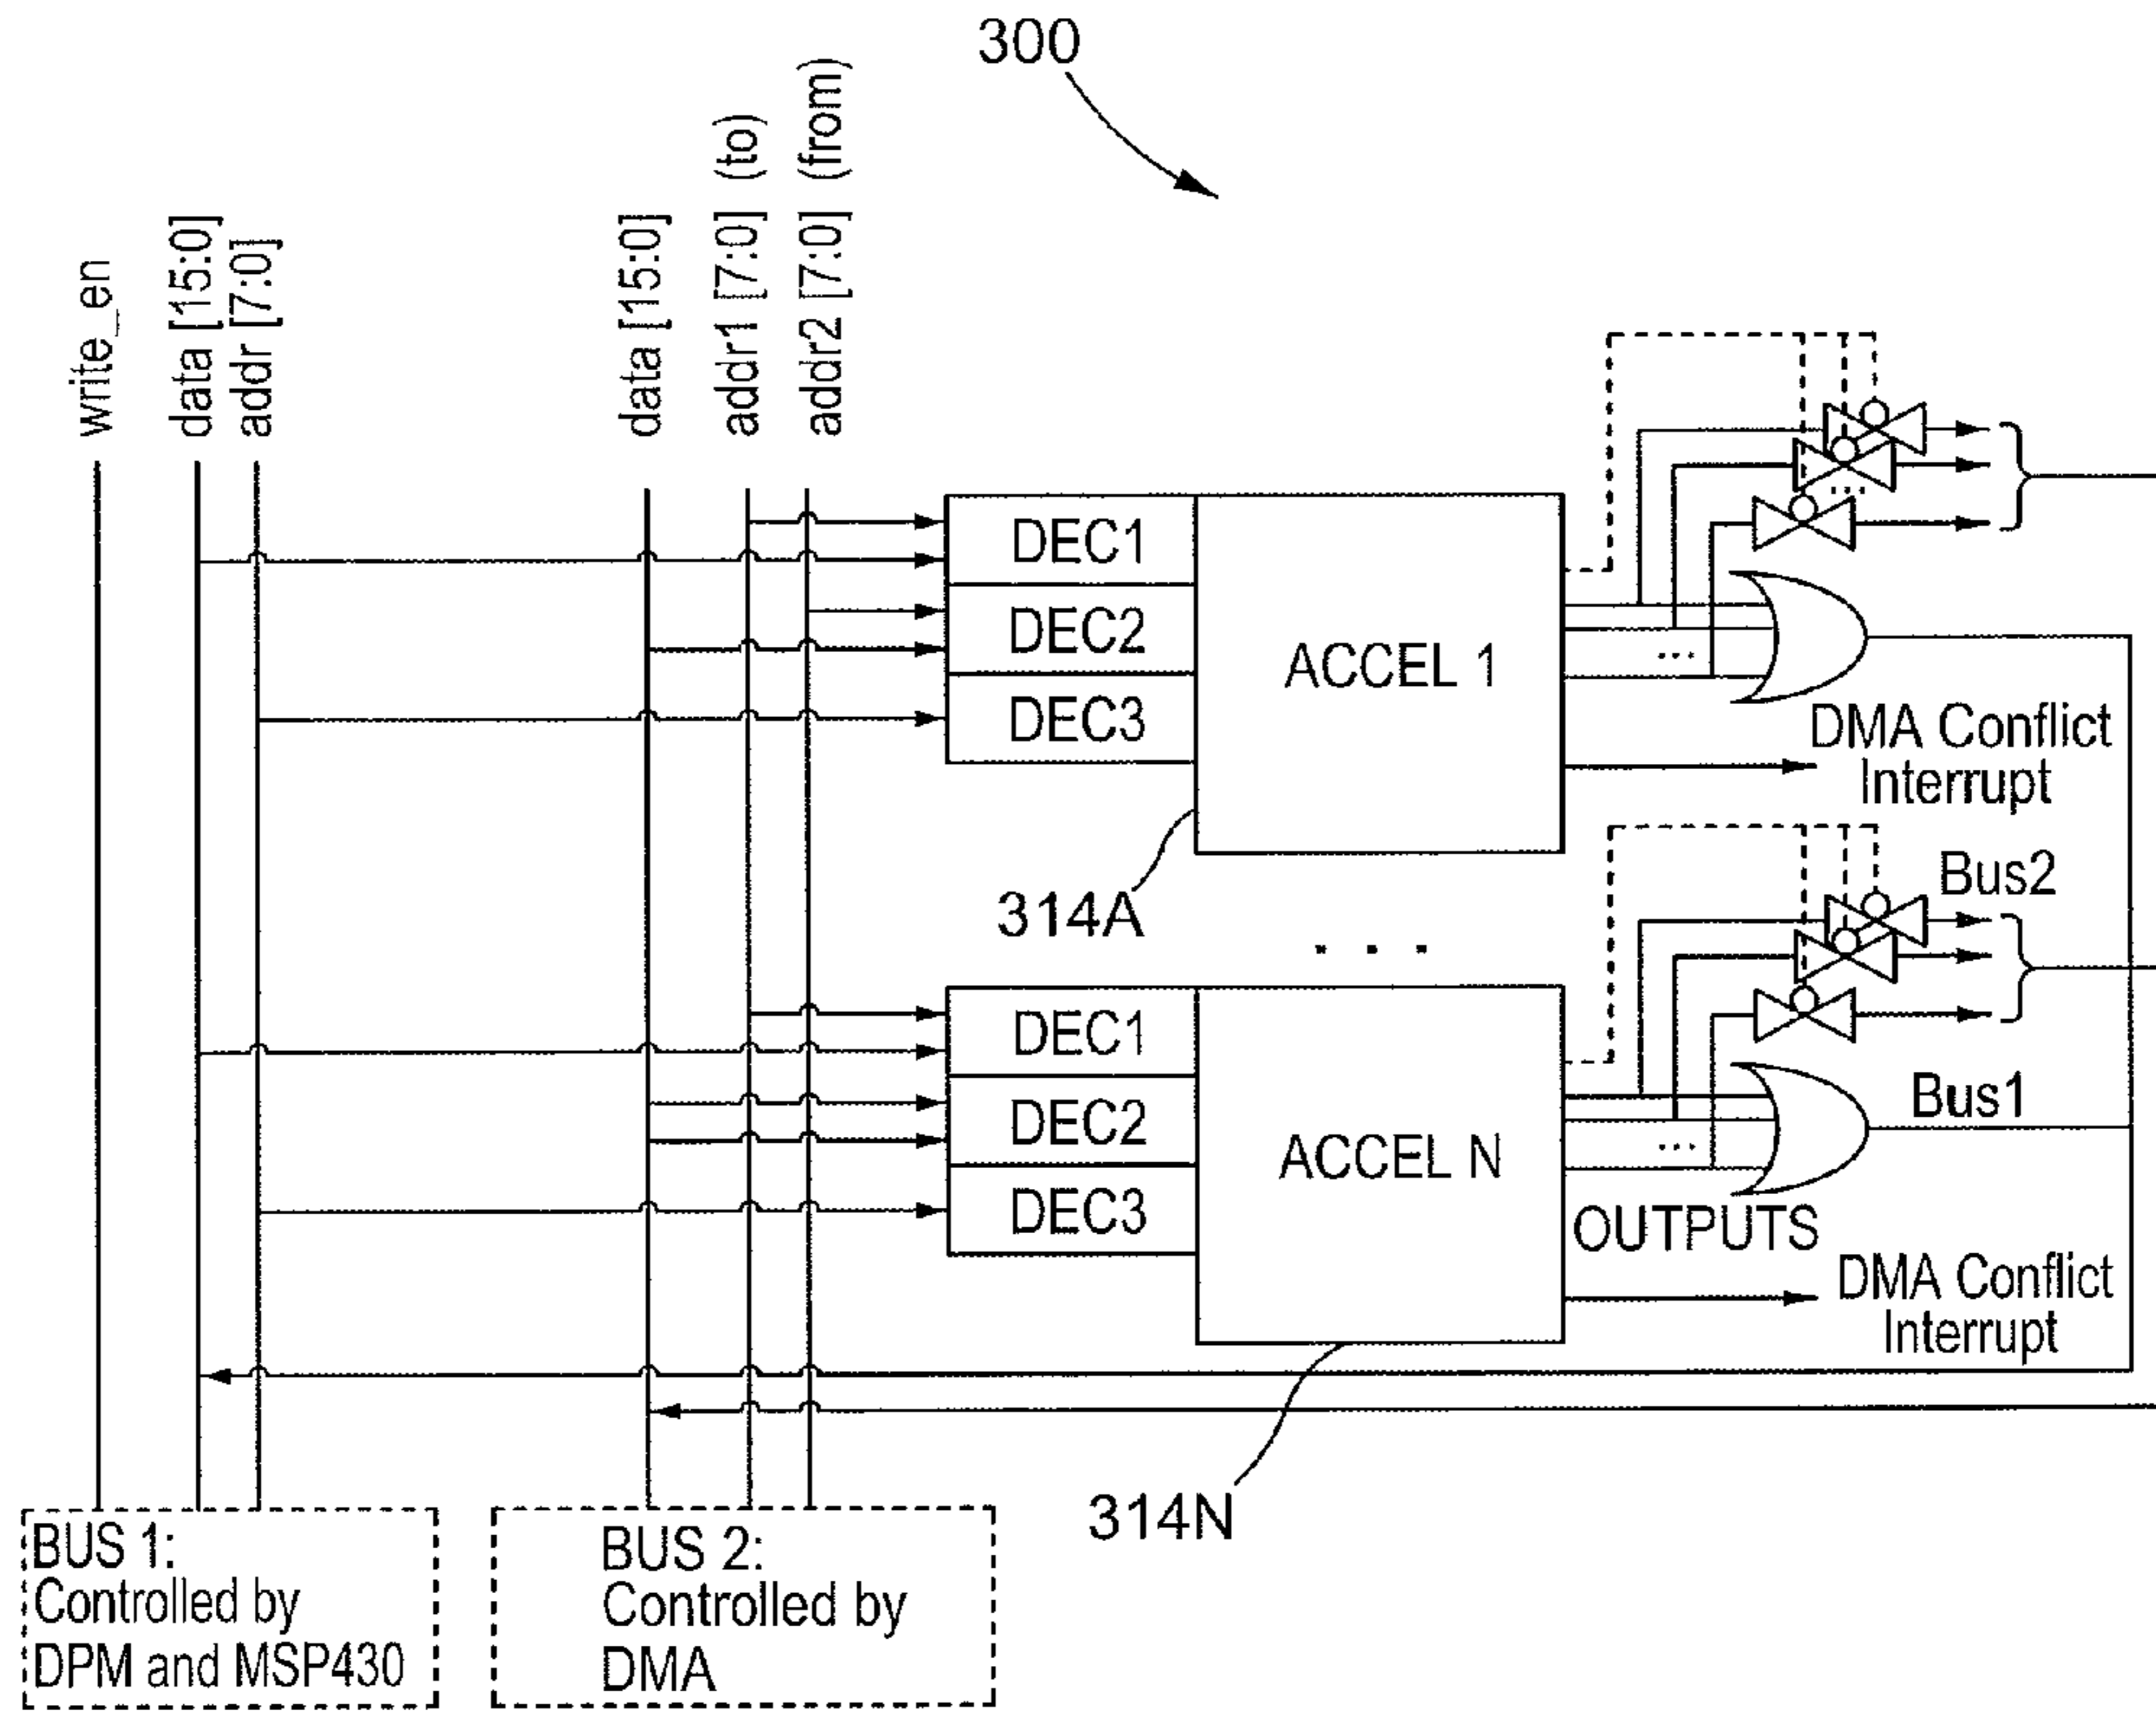 300
write_en
data [15:0]
addr [7:0]
data [15:0]
addr1 [7:0] (to)
addr2 [7:0] (from)
DEC1
DEC2
DEC3
ACCEL 1
...
...
DMA Conflict
Interrupt
314A
. . .
Bus2
DEC1
DEC2
DEC3
ACCEL N
...
Bus1
OUTPUTS
DMA Conflict
Interrupt
314N
BUS 1:
Controlled by
DPM and MSP430
BUS 2:
Controlled by
DMA